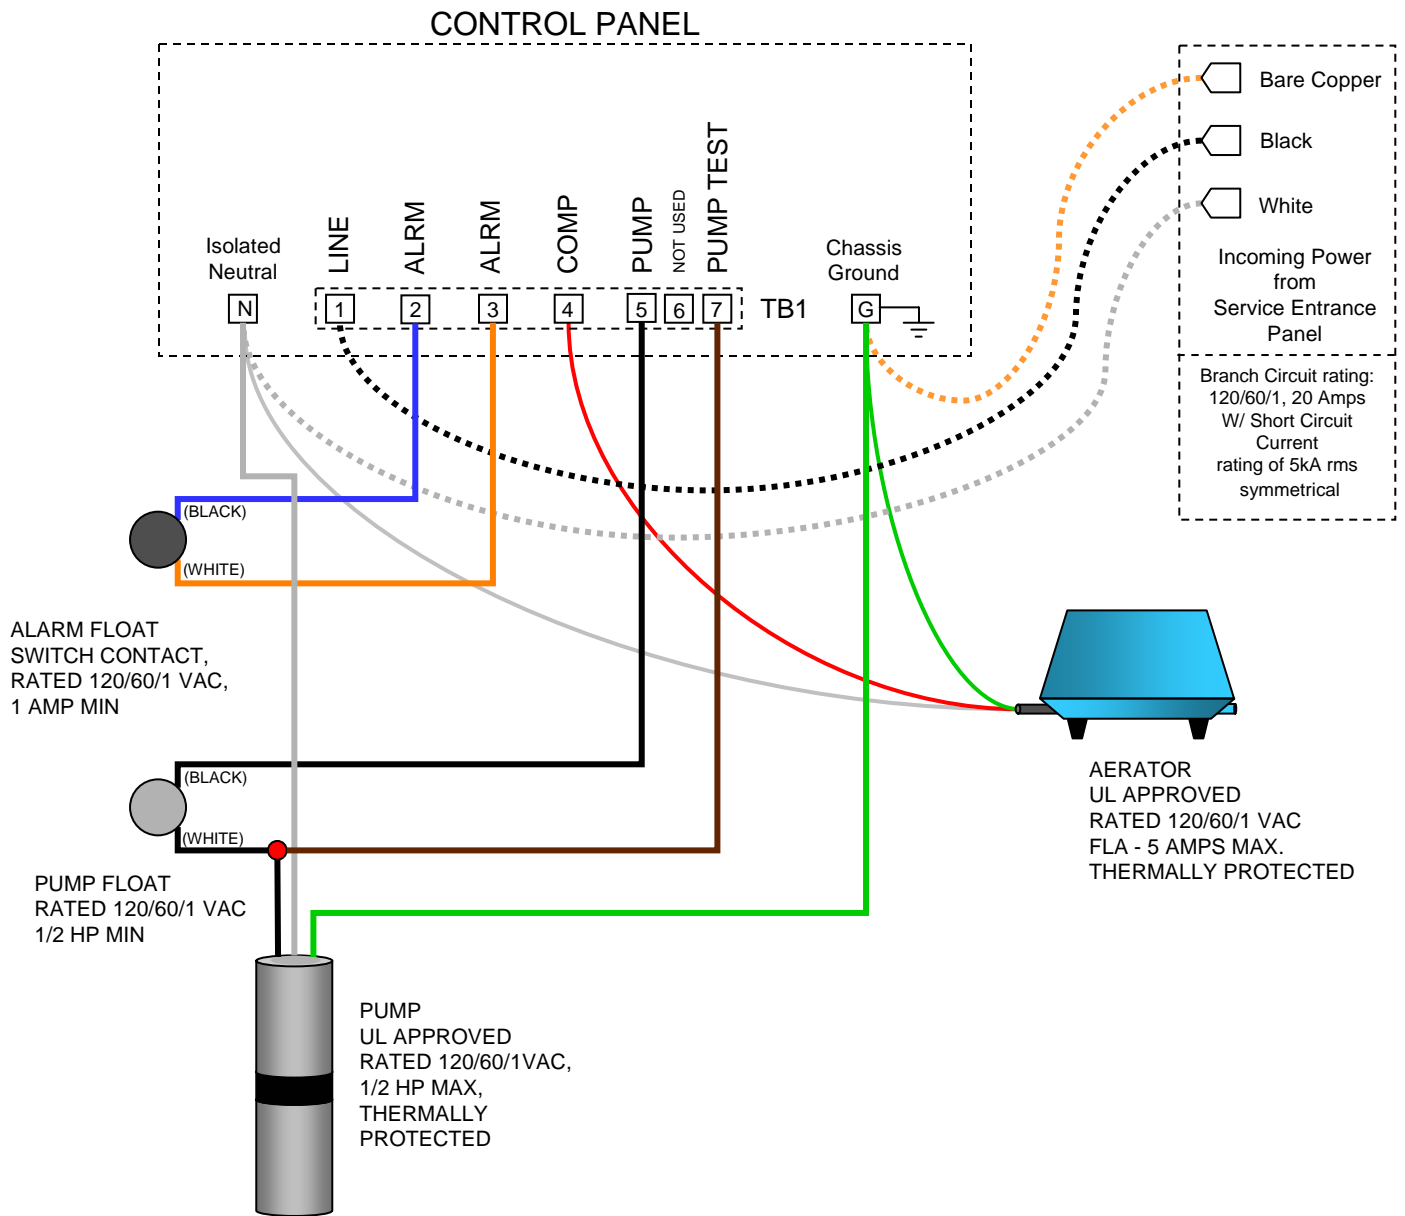 CONTROL PANEL
Isolated
Neutral
LINE
ALRM
ALRM
COMP
PUMP
NOT USED
PUMP TEST
Chassis
Ground
N
1
2
3
4
5
6
7
TB1
G
Bare Copper
Black
White
Incoming Power
from
Service Entrance
Panel
Branch Circuit rating:
120/60/1, 20 Amps
W/ Short Circuit
Current
rating of 5kA rms
symmetrical
(BLACK)
(WHITE)
ALARM FLOAT
SWITCH CONTACT,
RATED 120/60/1 VAC,
1 AMP MIN
(BLACK)
(WHITE)
PUMP FLOAT
RATED 120/60/1 VAC
1/2 HP MIN
AERATOR
UL APPROVED
RATED 120/60/1 VAC
FLA - 5 AMPS MAX.
THERMALLY PROTECTED
PUMP
UL APPROVED
RATED 120/60/1VAC,
1/2 HP MAX,
THERMALLY
PROTECTED